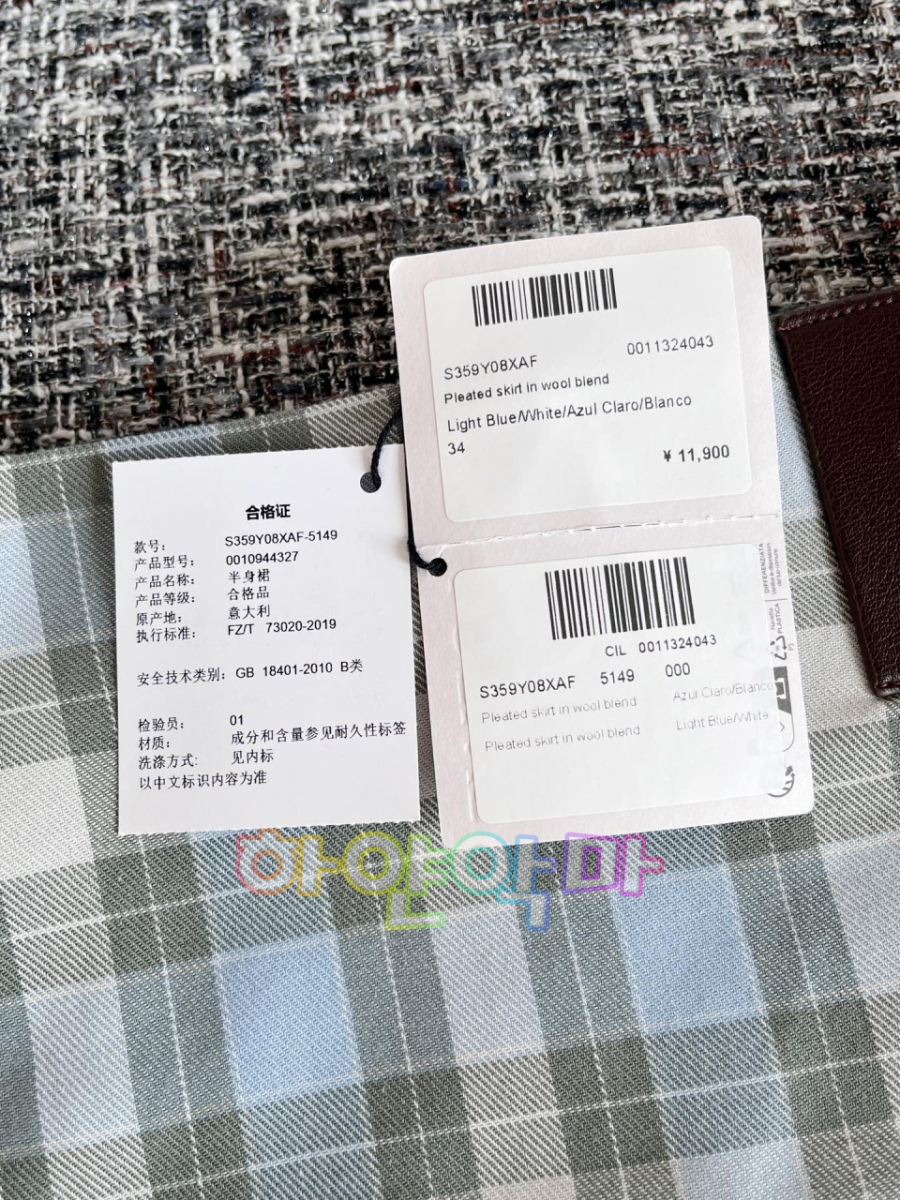 S359Y08XAF 0011324043
Pleated skirt in wool blend
Light Blue/White/Azul Claro/Blanco
34
¥ 11,900
CIL 0011324043
S359Y08XAF 5149 000
Pleated skirt in wool blend Azul Claro/Blanco
Pleated skirt in wool blend Light Blue/White
DIFFERENZIATA
PLASTICA
合格证
款号: S359Y08XAF-5149
产品型号: 0010944327
产品名称: 半身裙
产品等级: 合格品
原产地: 意大利
执行标准: FZ/T 73020-2019
安全技术类别: GB 18401-2010 B类
检验员: 01
材质: 成分和含量参见耐久性标签
洗涤方式: 见内标
以中文标识内容为准
하얀악마